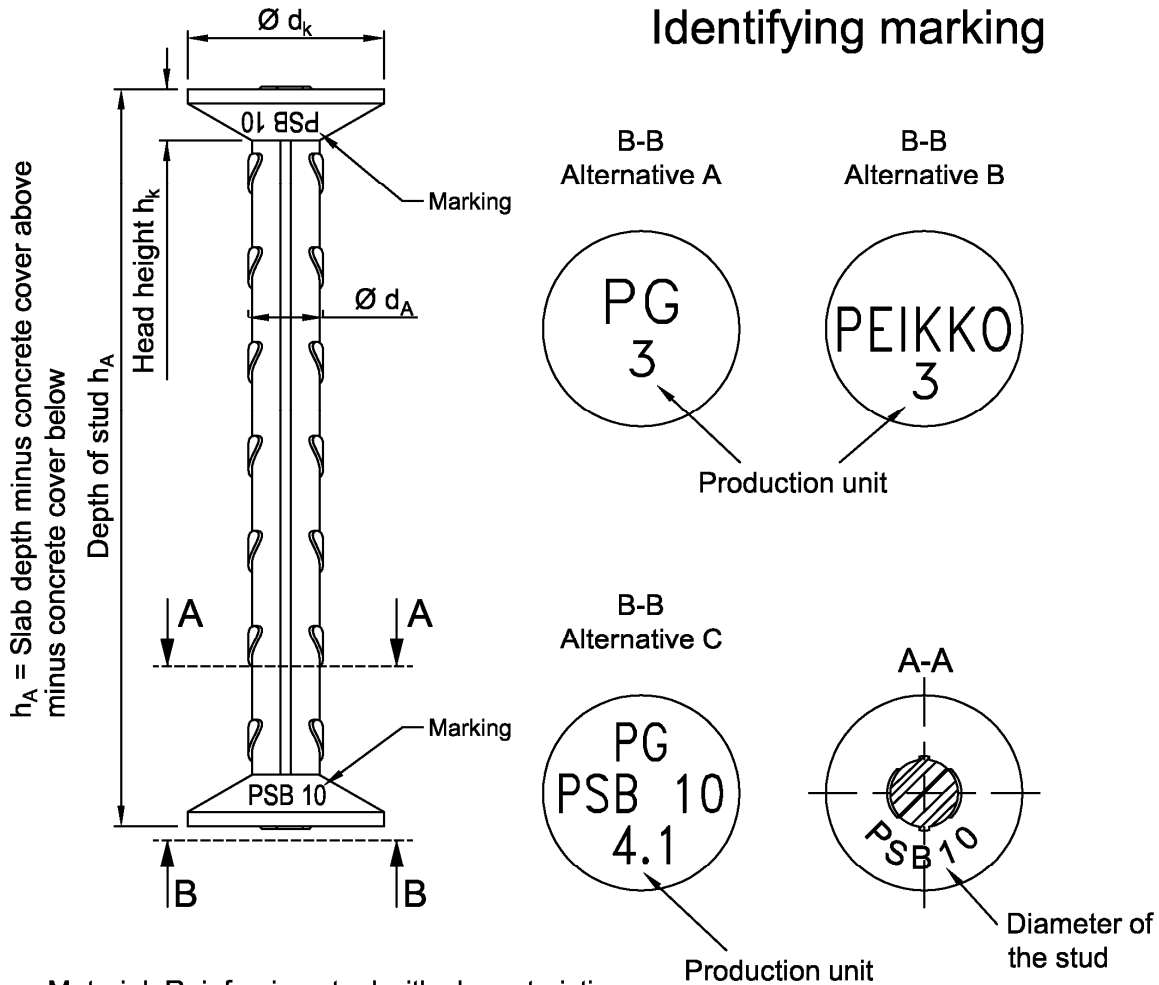 Identifying marking
Ø dk
PSB 10
Marking
Head height hk
Ø dA
Depth of stud hA
hA = Slab depth minus concrete cover above
minus concrete cover below
A
A
Marking
PSB 10
B
B
B-B
Alternative A
PG
3
B-B
Alternative B
PEIKKO
3
Production unit
B-B
Alternative C
PG
PSB 10
4.1
Production unit
A-A
PSB 10
Diameter of
the stud